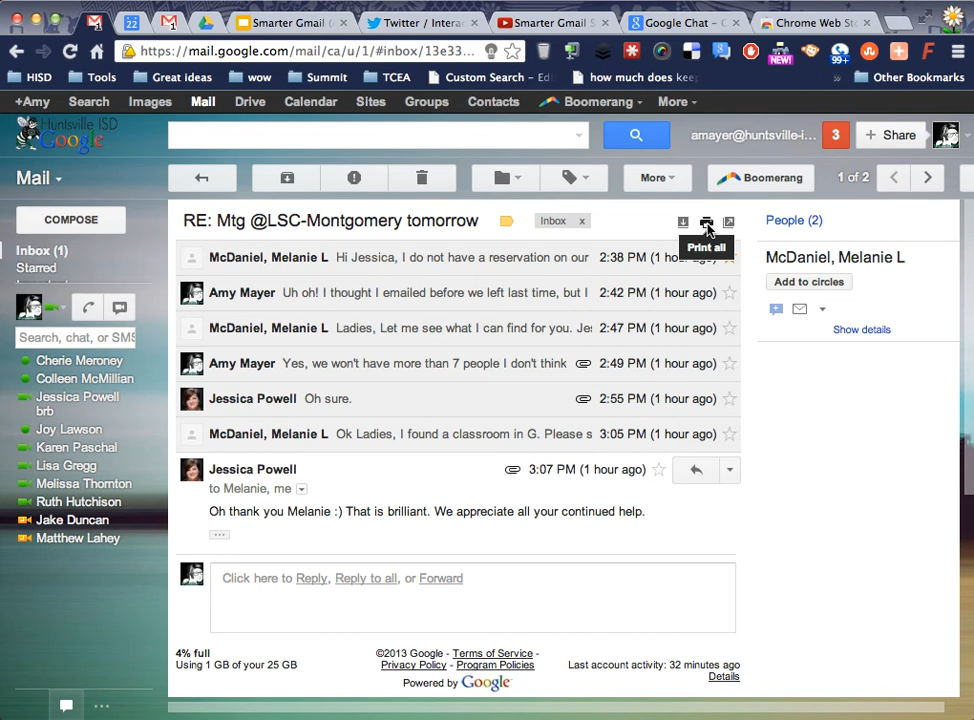 22
Smarter Gmail (
Twitter / Interac
Smarter Gmail S
Google Chat - C
Chrome Web Sto
https://mail.google.com/mail/ca/u/1/#inbox/13e33...
NEW!
99+
HISD
Tools
Great ideas
wow
Summit
TCEA
Custom Search - Edi
how much does keep
Other Bookmarks
+Amy Search Images Mail Drive Calendar Sites Groups Contacts Boomerang More
Huntsville ISD
Google
amayer@huntsville-i...
3
+ Share
Mail
More
Boomerang
1 of 2
COMPOSE
Inbox (1)
Starred
Search, chat, or SMS
Cherie Meroney
Colleen McMillian
Jessica Powell
brb
Joy Lawson
Karen Paschal
Lisa Gregg
Melissa Thornton
Ruth Hutchison
Jake Duncan
Matthew Lahey
RE: Mtg @LSC-Montgomery tomorrow
Inbox x
Print all
McDaniel, Melanie L Hi Jessica, I do not have a reservation on our 2:38 PM (1 hour ago)
Amy Mayer Uh oh! I thought I emailed before we left last time, but I 2:42 PM (1 hour ago)
McDaniel, Melanie L Ladies, Let me see what I can find for you. Jes 2:47 PM (1 hour ago)
Amy Mayer Yes, we won't have more than 7 people I don't think 2:49 PM (1 hour ago)
Jessica Powell Oh sure. 2:55 PM (1 hour ago)
McDaniel, Melanie L Ok Ladies, I found a classroom in G. Please s 3:05 PM (1 hour ago)
Jessica Powell 3:07 PM (1 hour ago)
to Melanie, me
Oh thank you Melanie :) That is brilliant. We appreciate all your continued help.
...
Click here to Reply, Reply to all, or Forward
4% full
Using 1 GB of your 25 GB
©2013 Google - Terms of Service -
Privacy Policy - Program Policies
Powered by Google
Last account activity: 32 minutes ago
Details
People (2)
McDaniel, Melanie L
Add to circles
Show details